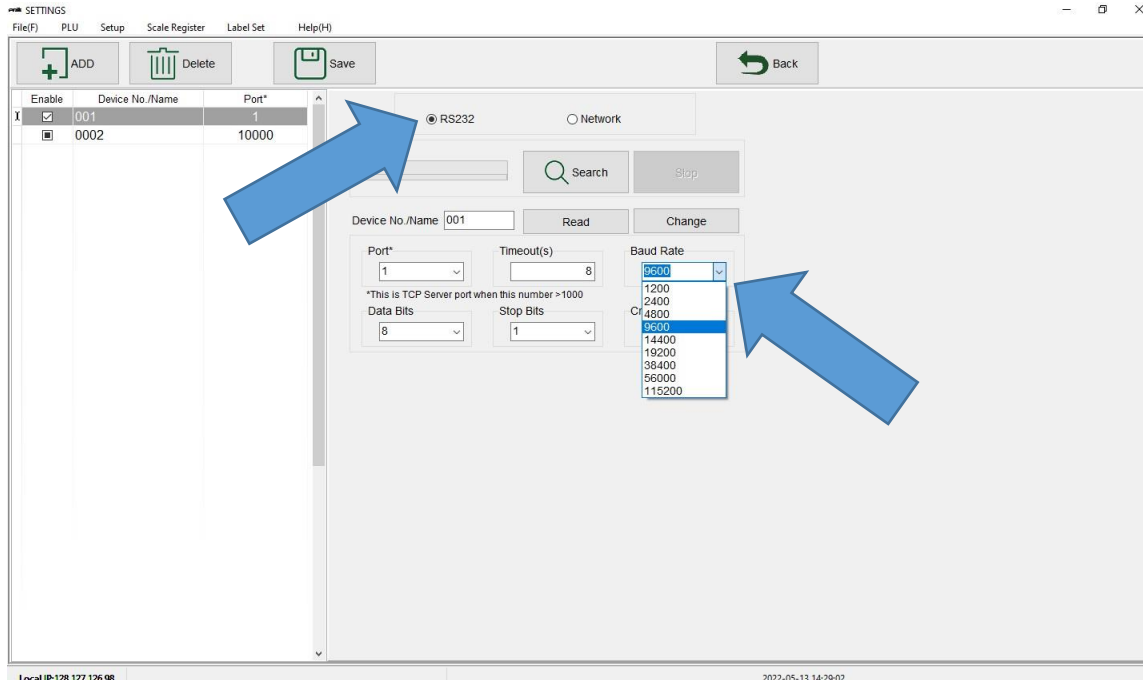 SETTINGS
File(F) PLU Setup Scale Register Label Set Help(H)
ADD Delete Save Back
Enable Device No./Name Port*
001 1
0002 10000
RS232 Network
Search Stop
Device No./Name 001 Read Change
Port* Timeout(s) Baud Rate
1 8 9600
*This is TCP Server port when this number >1000
Data Bits Stop Bits
8 1
1200
2400
4800
9600
14400
19200
38400
56000
115200
Local IP:128.127.126.98 2022-05-13 14:29:02